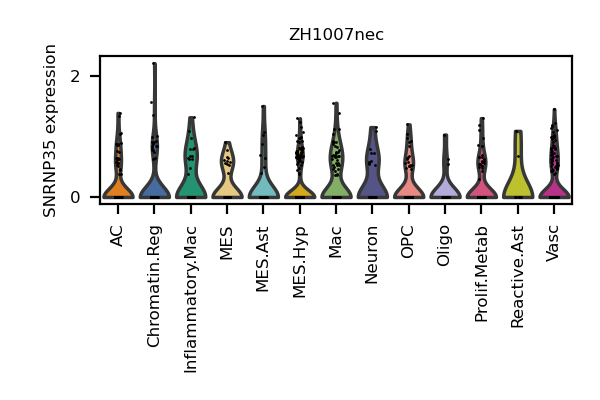 ZH1007nec
SNRNP35 expression
2
0
AC
Chromatin.Reg
Inflammatory.Mac
MES
MES.Ast
MES.Hyp
Mac
Neuron
OPC
Oligo
Prolif.Metab
Reactive.Ast
Vasc